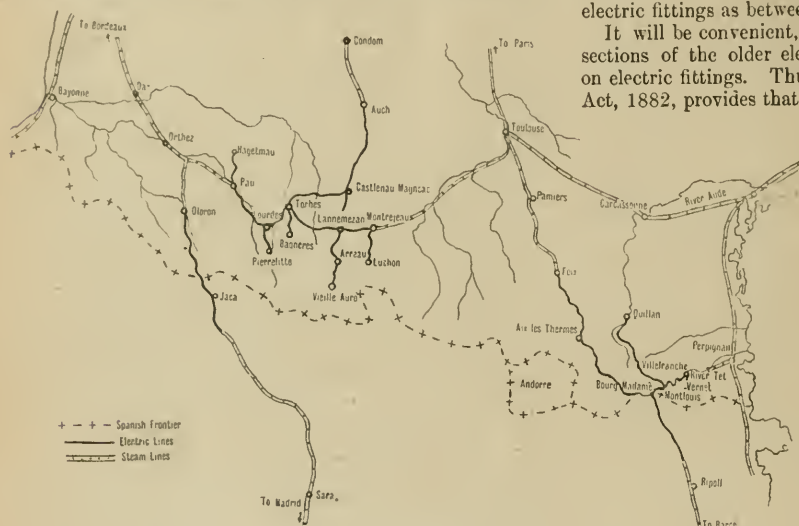 electric fittings as betwee
It will be convenient,
sections of the older ele
on electric fittings. Thu
Act, 1882, provides that
To Bordeaux
Condom
To Paris
Bayonne
Auch
Toulouse
Orthez
Hagetmau
Pau
Castlenau Magnoac
Pamiers
Carcassonne
River Aude
Oloron
Lourdes
Torbes
Lannemezan
Montrejeau
Bagneres
Pierrefitte
Arreau
Luchon
Foix
Jaca
Vieille Aure
Quillan
Aix les Thermes
Perpignan
Villefranche
Andorre
Bourg Madame
River Tet
Vernet
Montlouis
Spanish Frontier
Electric Lines
Steam Lines
To Madrid
Sara.
Ripoll